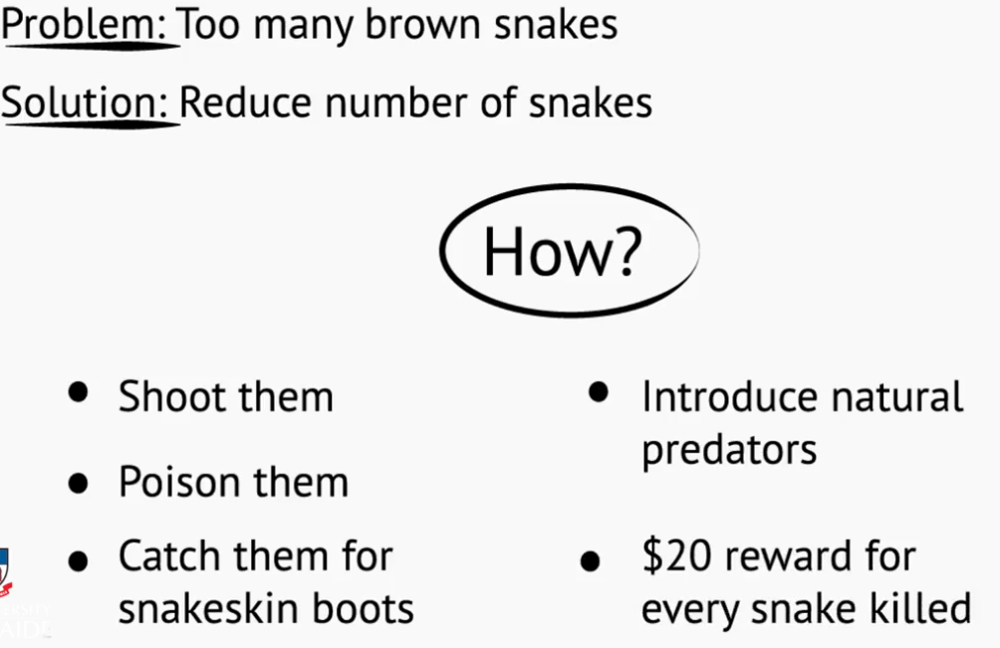 Problem: Too many brown snakes
Solution: Reduce number of snakes
How?
Shoot them
Poison them
Catch them for
snakeskin boots
Introduce natural
predators
$20 reward for
every snake killed